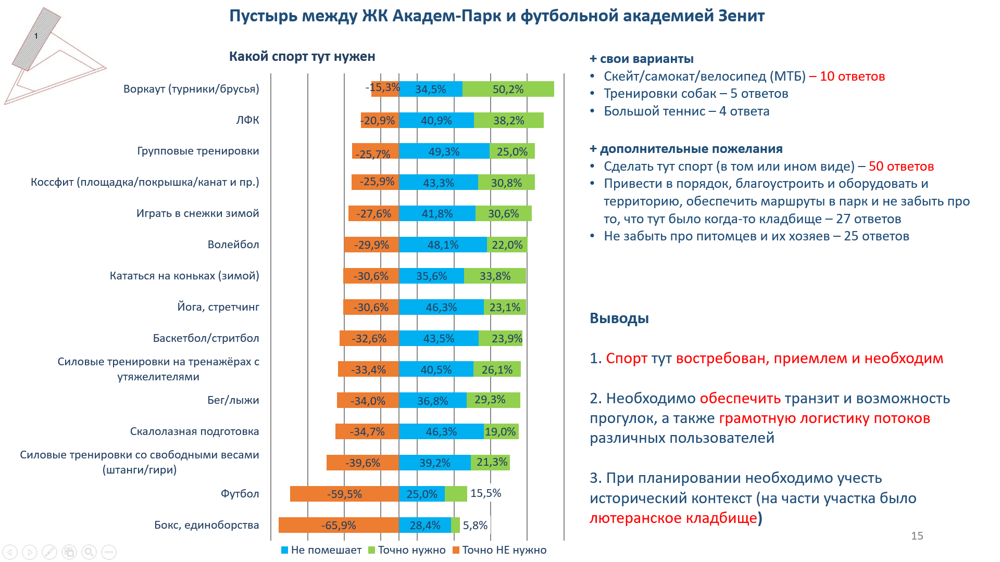 Пустырь между ЖК Академ-Парк и футбольной академией Зенит
1
Какой спорт тут нужен
Воркаут (турники/брусья)
-15,3% 34,5% 50,2%
ЛФК
-20,9% 40,9% 38,2%
Групповые тренировки
-25,7% 49,3% 25,0%
Коссфит (площадка/покрышка/канат и пр.)
-25,9% 43,3% 30,8%
Играть в снежки зимой
-27,6% 41,8% 30,6%
Волейбол
-29,9% 48,1% 22,0%
Кататься на коньках (зимой)
-30,6% 35,6% 33,8%
Йога, стретчинг
-30,6% 46,3% 23,1%
Баскетбол/стритбол
-32,6% 43,5% 23,9%
Силовые тренировки на тренажёрах с
утяжелителями
-33,4% 40,5% 26,1%
Бег/лыжи
-34,0% 36,8% 29,3%
Скалолазная подготовка
-34,7% 46,3% 19,0%
Силовые тренировки со свободными весами
(штанги/гири)
-39,6% 39,2% 21,3%
Футбол
-59,5% 25,0% 15,5%
Бокс, единоборства
-65,9% 28,4% 5,8%
Не помешает Точно нужно Точно НЕ нужно
+ свои варианты
• Скейт/самокат/велосипед (МТБ) – 10 ответов
• Тренировки собак – 5 ответов
• Большой теннис – 4 ответа
+ дополнительные пожелания
• Сделать тут спорт (в том или ином виде) – 50 ответов
• Привести в порядок, благоустроить и оборудовать и
территорию, обеспечить маршруты в парк и не забыть про
то, что тут было когда-то кладбище – 27 ответов
• Не забыть про питомцев и их хозяев – 25 ответов
Выводы
1. Спорт тут востребован, приемлем и необходим
2. Необходимо обеспечить транзит и возможность
прогулок, а также грамотную логистику потоков
различных пользователей
3. При планировании необходимо учесть
исторический контекст (на части участка было
лютеранское кладбище)
15